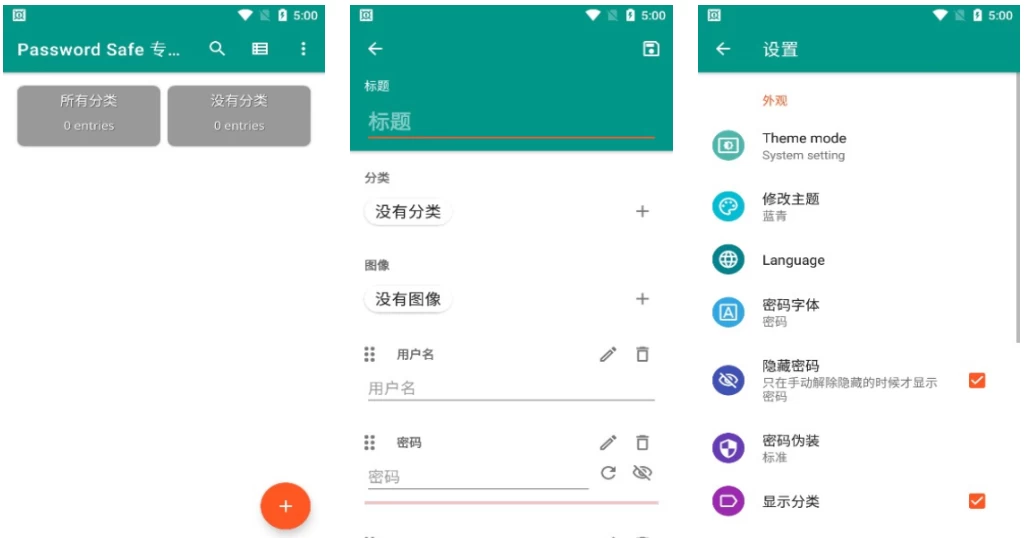 5:00
Password Safe 专...
所有分类
0 entries
没有分类
0 entries
5:00
标题
标题
分类
没有分类
图像
没有图像
用户名
用户名
密码
密码
5:00
设置
外观
Theme mode
System setting
修改主题
蓝青
Language
密码字体
密码
隐藏密码
只在手动解除隐藏的时候才显示
密码
密码伪装
标准
显示分类